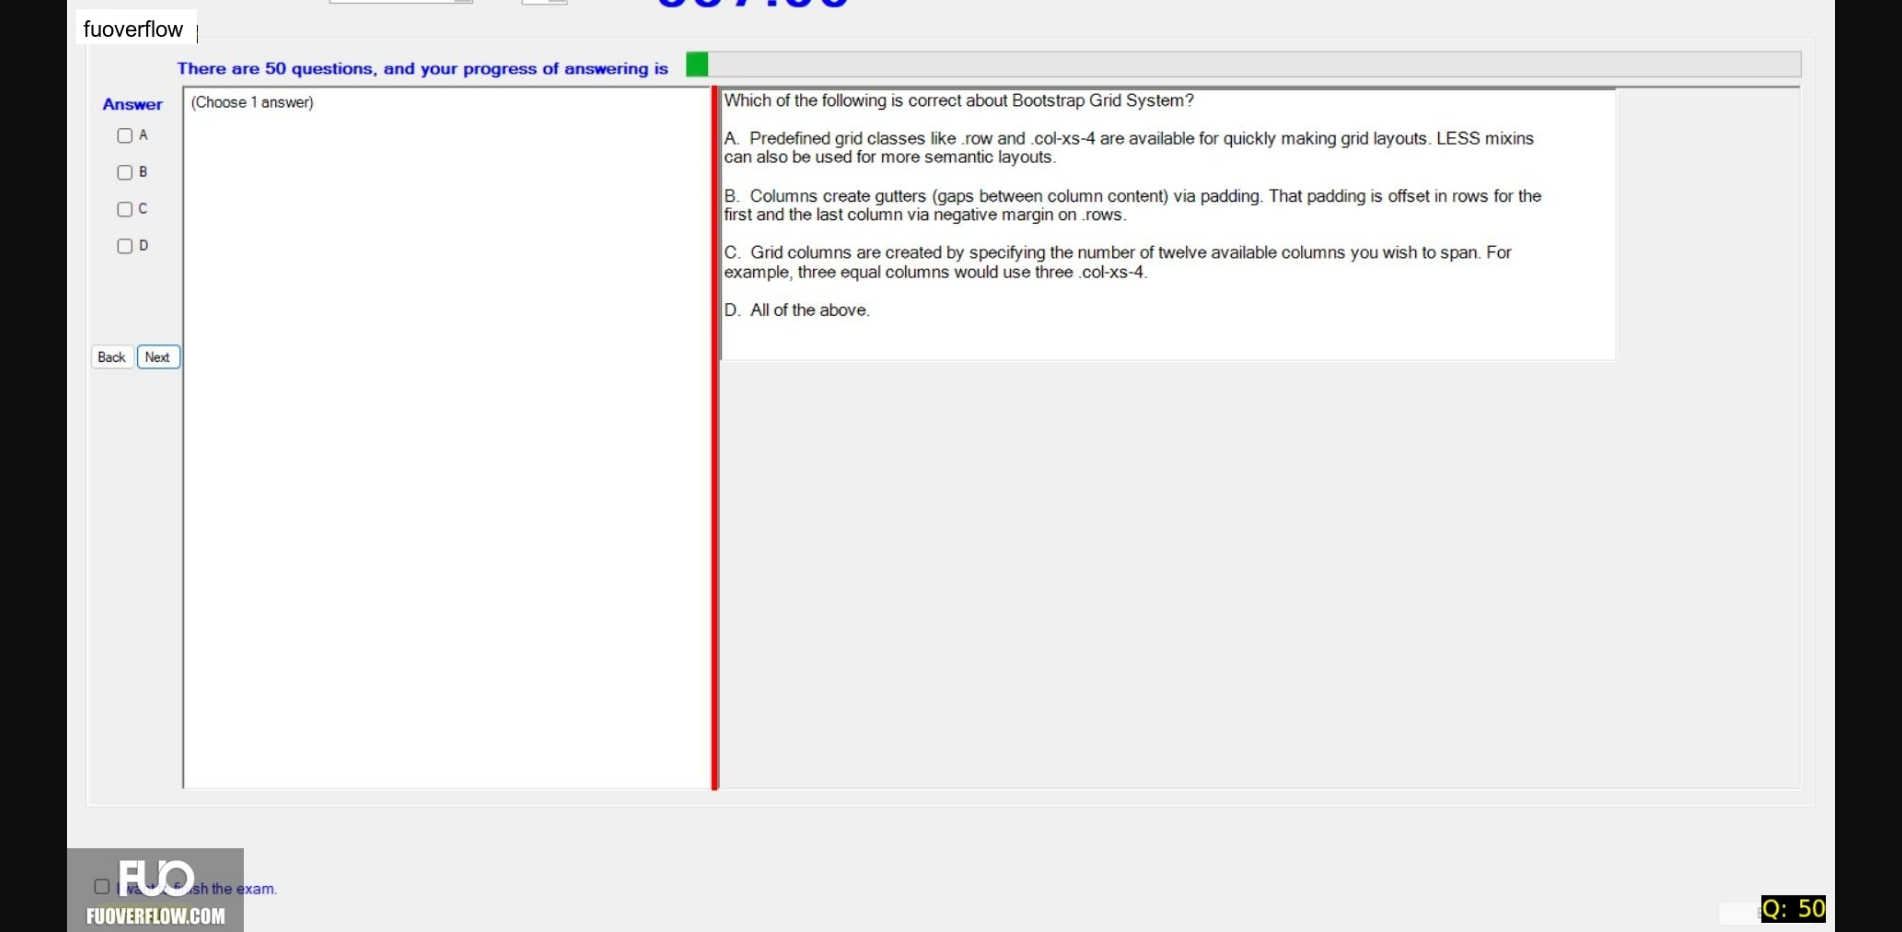 fuoverflow
There are 50 questions, and your progress of answering is
Answer
(Choose 1 answer)
A
B
C
D
Back Next
Which of the following is correct about Bootstrap Grid System?
A. Predefined grid classes like .row and .col-xs-4 are available for quickly making grid layouts. LESS mixins
can also be used for more semantic layouts.
B. Columns create gutters (gaps between column content) via padding. That padding is offset in rows for the
first and the last column via negative margin on .rows.
C. Grid columns are created by specifying the number of twelve available columns you wish to span. For
example, three equal columns would use three .col-xs-4.
D. All of the above.
FUO
I want finish the exam.
FUOVERFLOW.COM
Q: 50